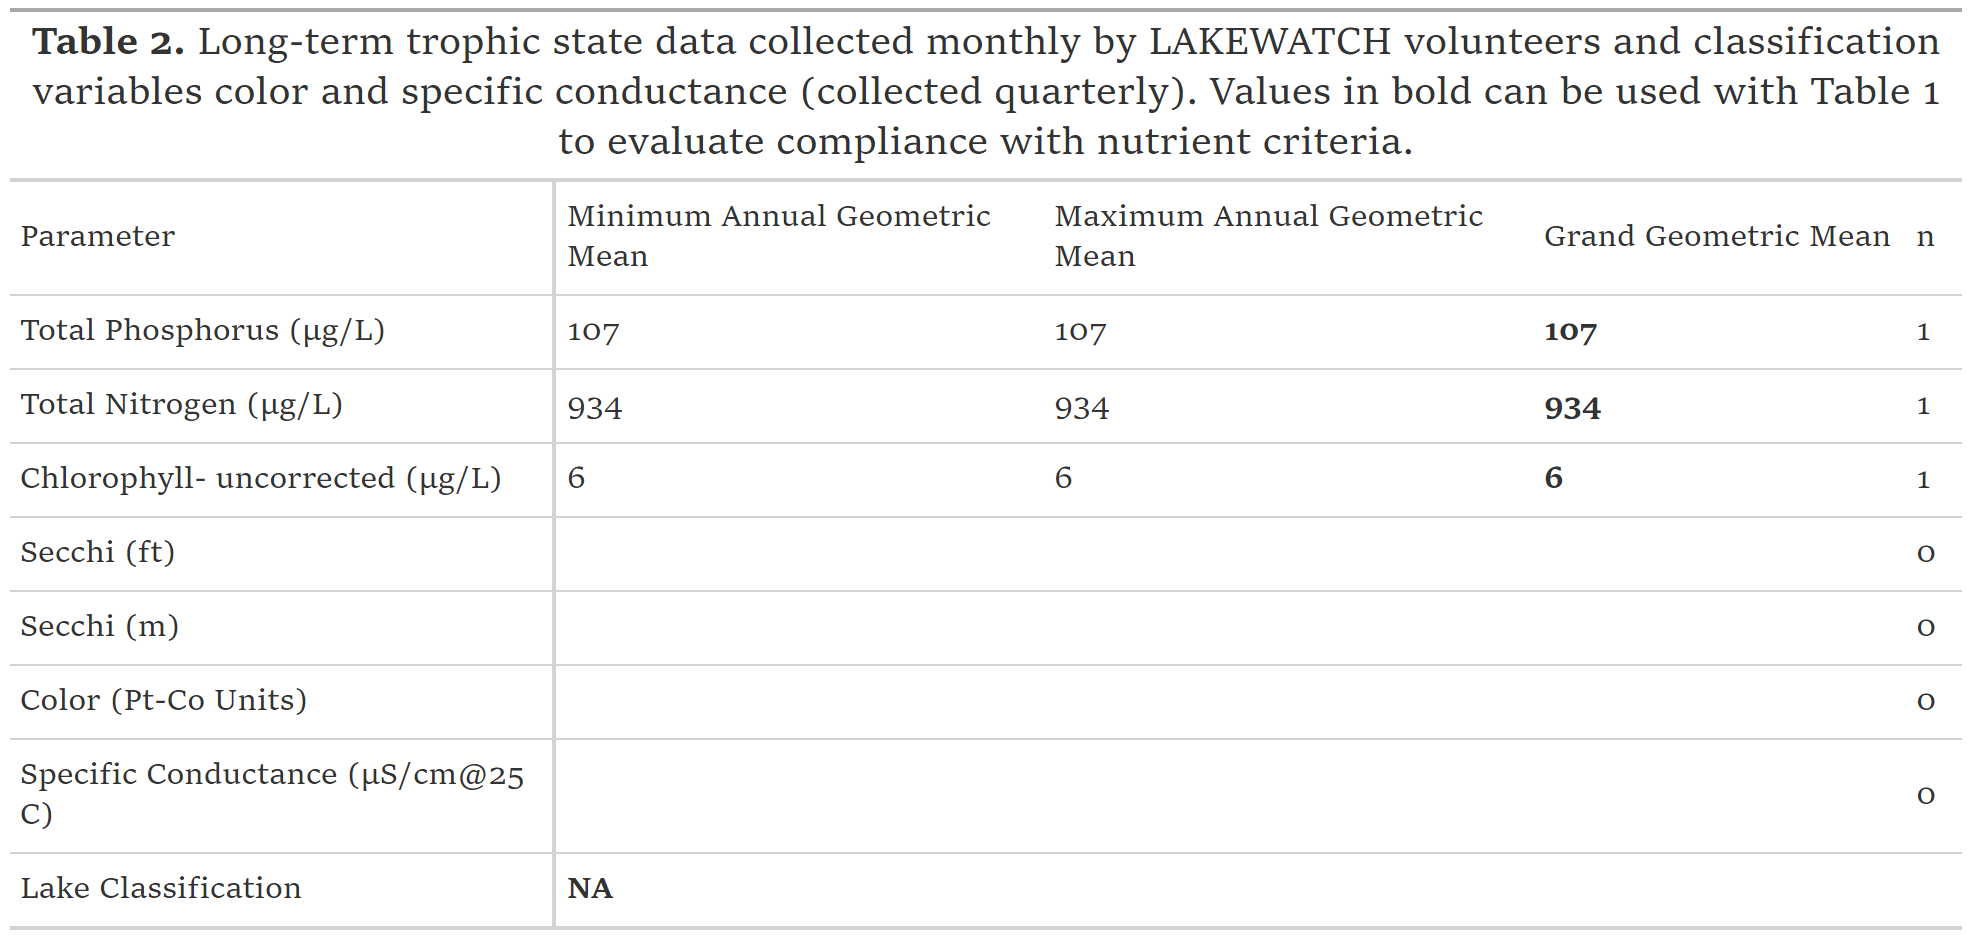 Table 2. Long-term trophic state data collected monthly by LAKEWATCH volunteers and classification
variables color and specific conductance (collected quarterly). Values in bold can be used with Table 1
to evaluate compliance with nutrient criteria.
Parameter Minimum Annual Geometric Mean Maximum Annual Geometric Mean Grand Geometric Mean n
Total Phosphorus (µg/L) 107 107 107 1
Total Nitrogen (µg/L) 934 934 934 1
Chlorophyll- uncorrected (µg/L) 6 6 6 1
Secchi (ft) 0
Secchi (m) 0
Color (Pt-Co Units) 0
Specific Conductance (µS/cm@25 C) 0
Lake Classification NA